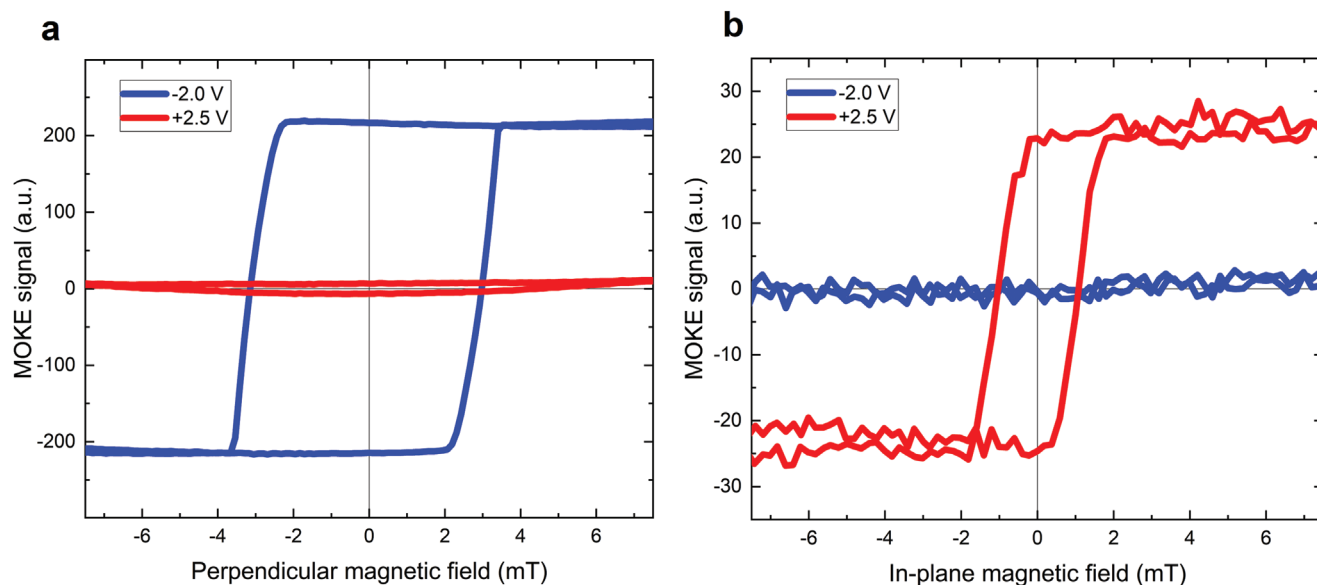 a
-2.0 V
+2.5 V
MOKE signal (a.u.)
200
100
0
-100
-200
-6
-4
-2
0
2
4
6
Perpendicular magnetic field (mT)
b
-2.0 V
+2.5 V
MOKE signal (a.u.)
30
20
10
0
-10
-20
-30
-6
-4
-2
0
2
4
6
In-plane magnetic field (mT)